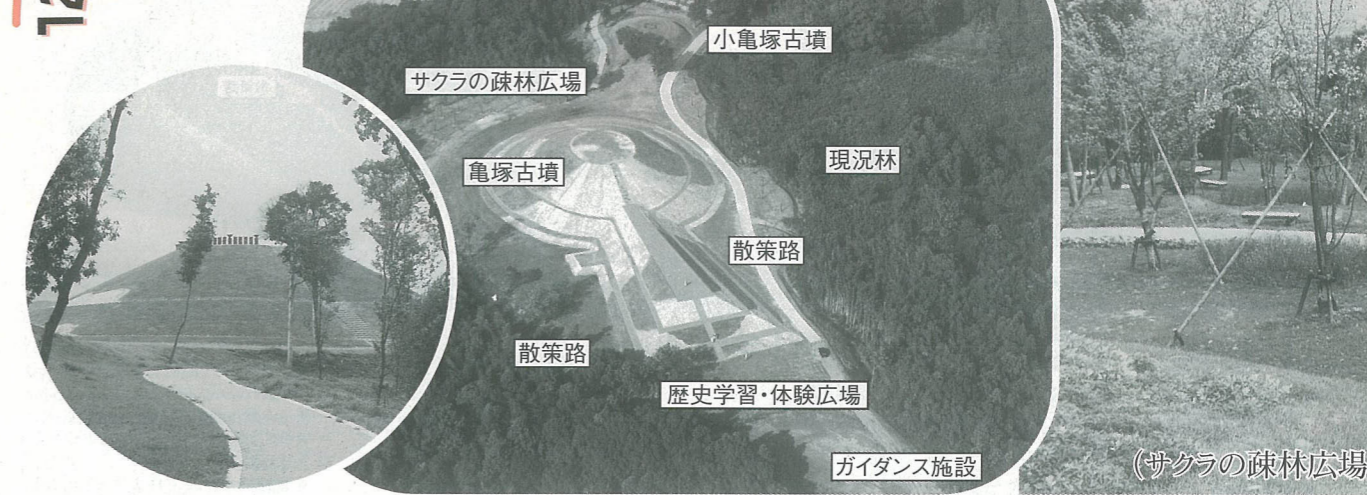 小亀塚古墳
サクラの疎林広場
現況林
亀塚古墳
散策路
散策路
歴史学習・体験広場
ガイダンス施設
(サクラの疎林広場